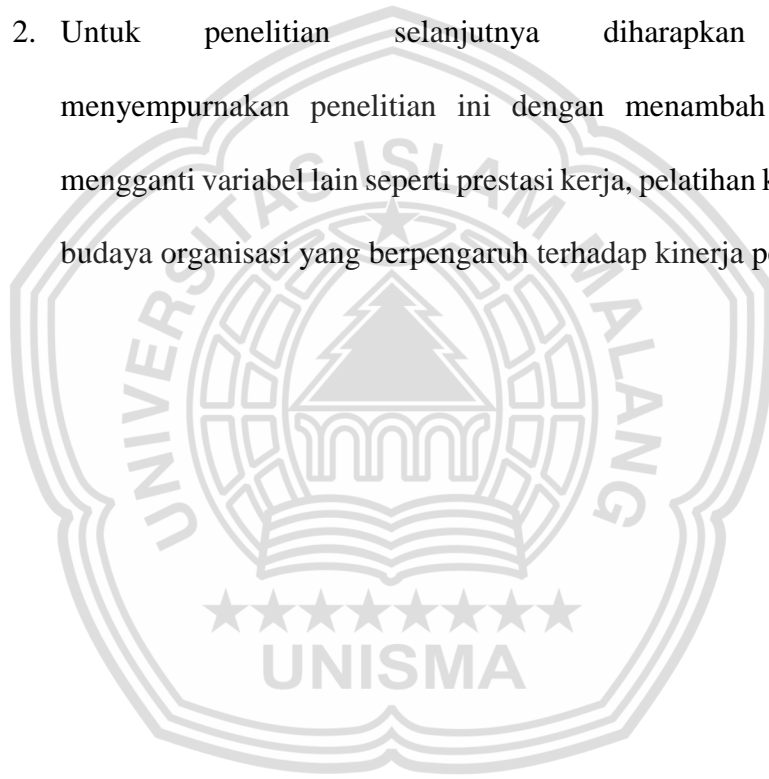 2. Untuk penelitian selanjutnya diharapkan
menyempurnakan penelitian ini dengan menambah
mengganti variabel lain seperti prestasi kerja, pelatihan
budaya organisasi yang berpengaruh terhadap kinerja
UNIVERSITAS ISLAM MALANG
UNISMA